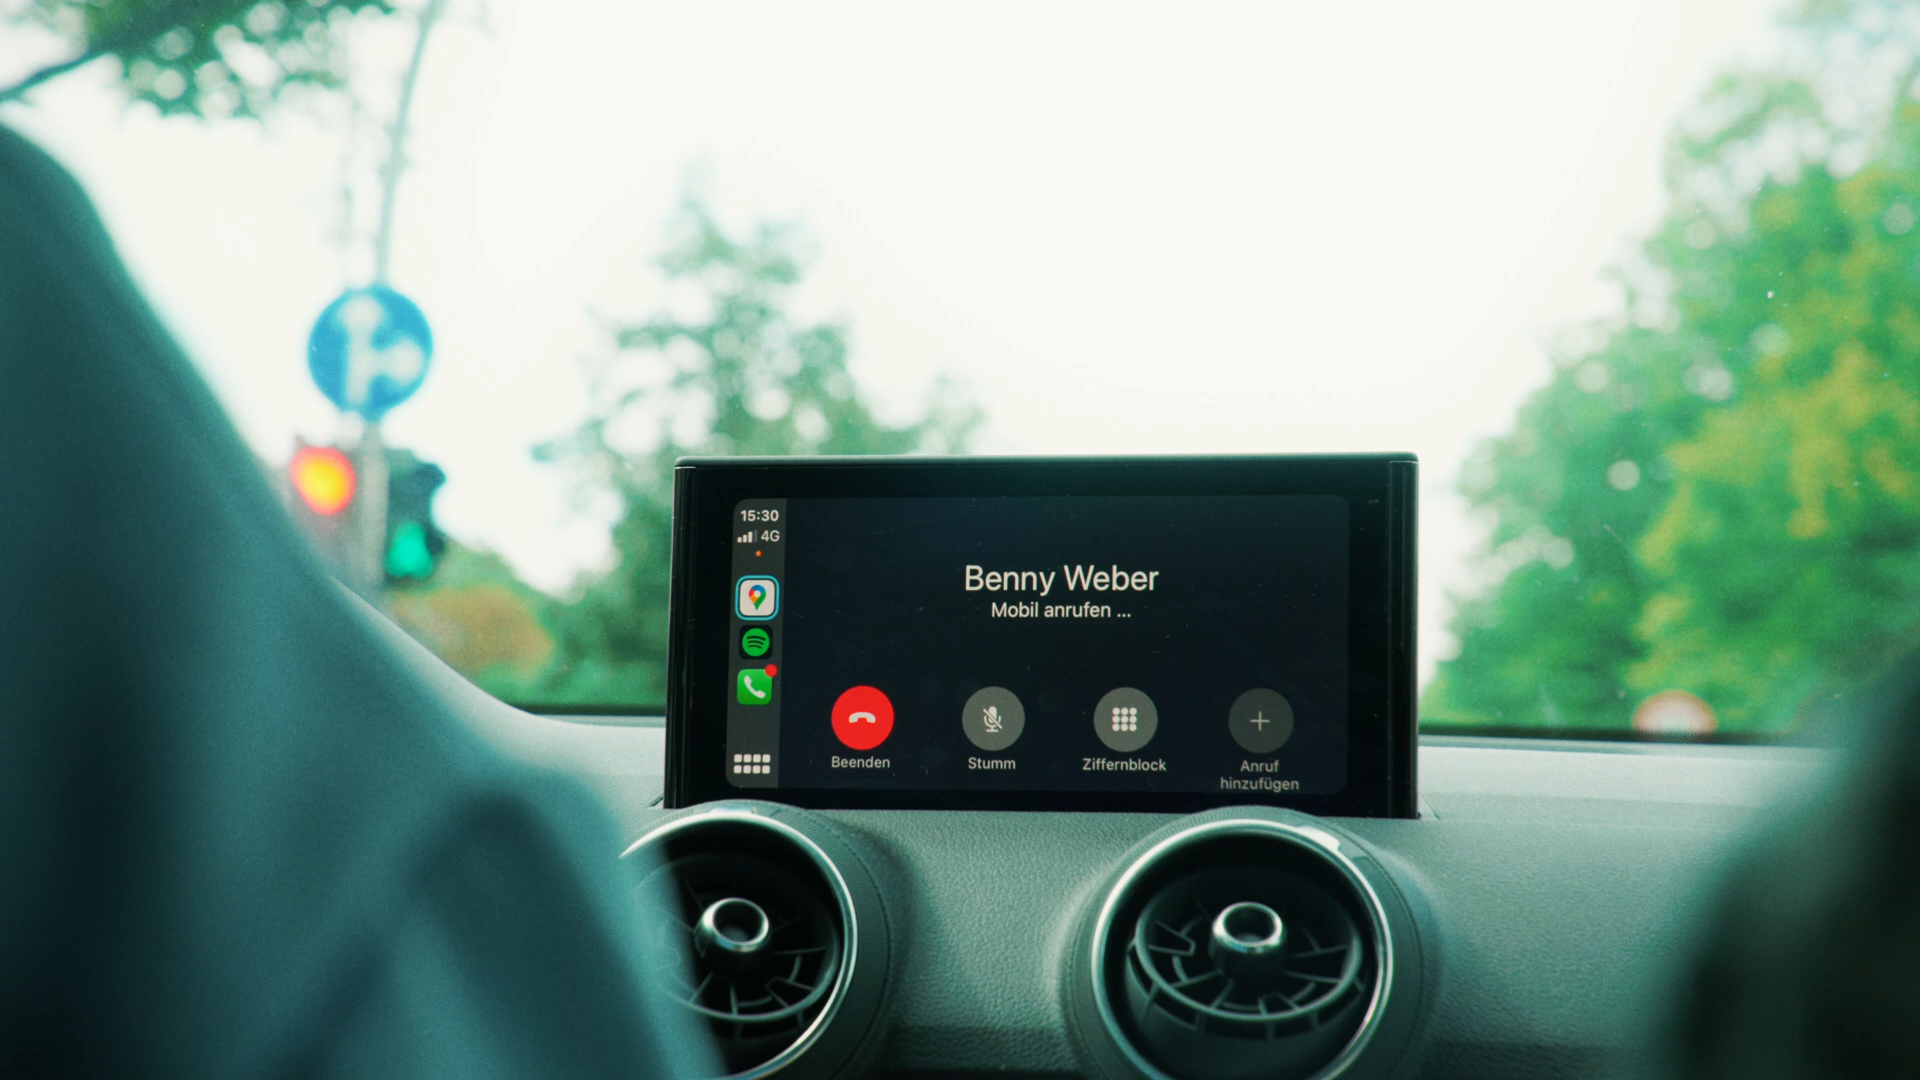 15:30
4G
Benny Weber
Mobil anrufen ...
Beenden
Stumm
Ziffernblock
Anruf
hinzufügen